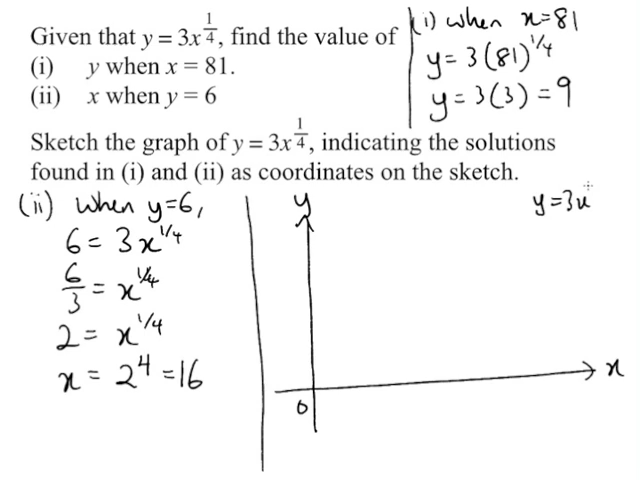 Given that y = 3x^{1/4}, find the value of
(i) y when x = 81.
(ii) x when y = 6
(i) when x=81
y = 3(81)^{1/4}
y = 3(3) = 9
Sketch the graph of y = 3x^{1/4}, indicating the solutions
found in (i) and (ii) as coordinates on the sketch.
(ii) when y=6,
6 = 3x^{1/4}
6/3 = x^{1/4}
2 = x^{1/4}
x = 2^4 = 16
y
y=3x
x
0